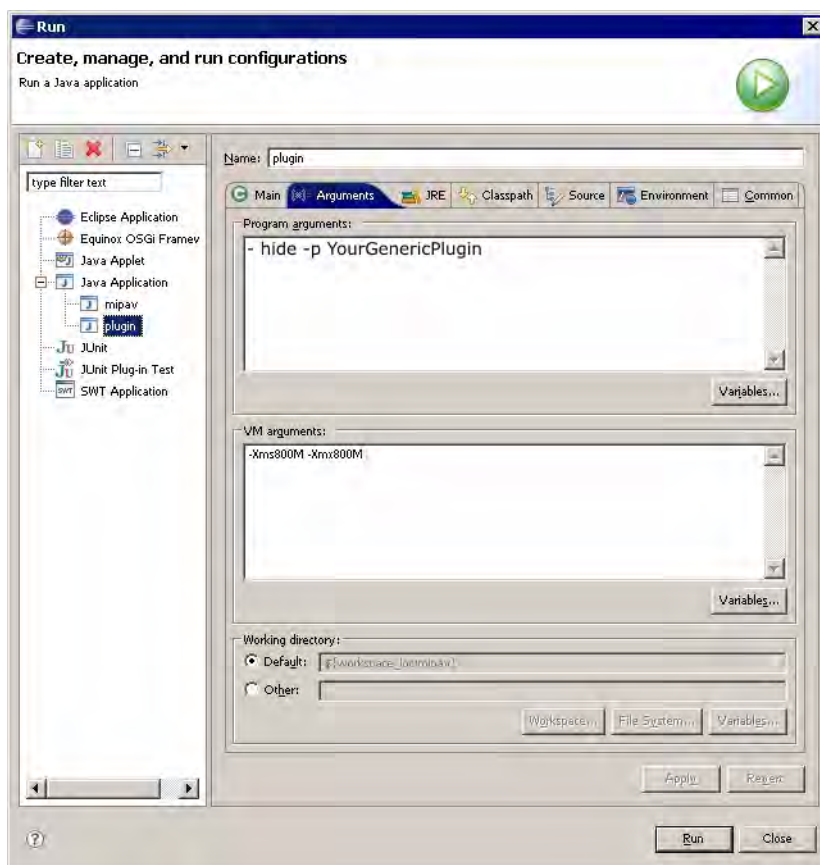 Run
Create, manage, and run configurations
Run a Java application
type filter text
Eclipse Application
Equinox OSGi Framev
Java Applet
Java Application
mipav
plugin
JUnit
JUnit Plug-in Test
SWT Application
Name: plugin
Main Arguments JRE Classpath Source Environment Common
Program arguments:
- hide -p YourGenericPlugin
Variables...
VM arguments:
-Xms800M -Xmx800M
Variables...
Working directory:
Default: ${workspace_loc:mipav}
Other:
Workspace... File System... Variables...
Apply Revert
Run Close